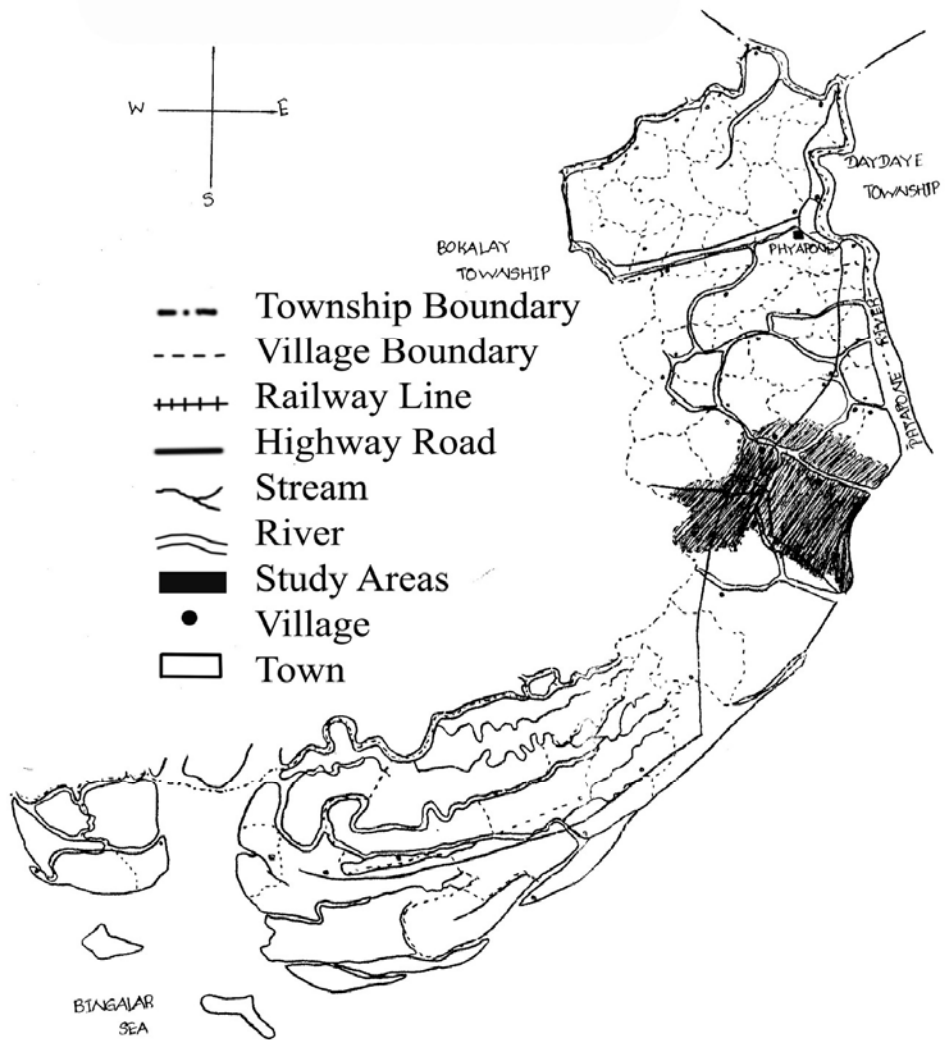 W
E
S
DAYDAYE
TOWNSHIP
BOKALAY
TOWNSHIP
PHYAPONE
PHYAPONE RIVER
Township Boundary
Village Boundary
Railway Line
Highway Road
Stream
River
Study Areas
Village
Town
BINGALAR
SEA